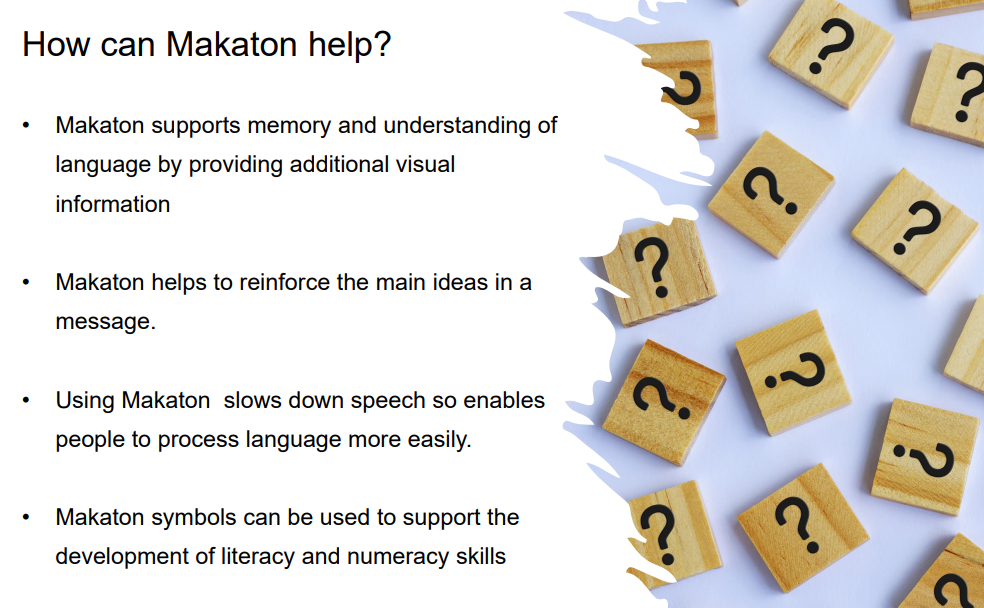 How can Makaton help?
• Makaton supports memory and understanding of
language by providing additional visual
information
• Makaton helps to reinforce the main ideas in a
message.
• Using Makaton  slows down speech so enables
people to process language more easily.
• Makaton symbols can be used to support the
development of literacy and numeracy skills
?
?
?
?
?
?
?
?
?
?
?
?